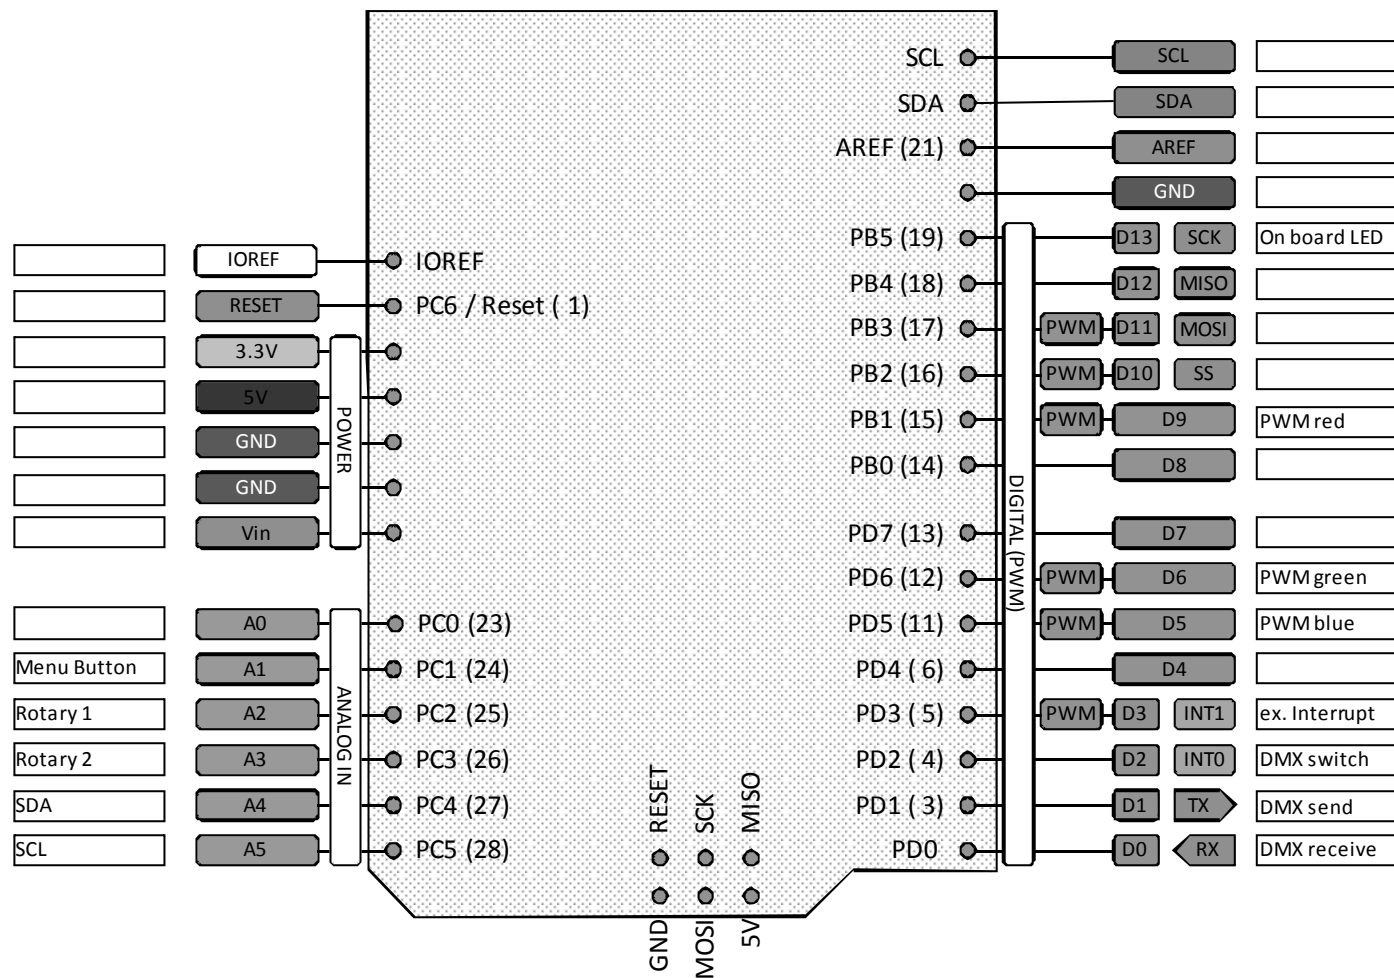 SCL SCL
SDA SDA
AREF (21) AREF
GND
PB5 (19) D13 SCK On board LED
IOREF IOREF
PB4 (18) D12 MISO
RESET PC6 / Reset ( 1)
PB3 (17) PWM D11 MOSI
3.3V
PB2 (16) PWM D10 SS
5V
PB1 (15) PWM D9 PWM red
GND
PB0 (14) D8
GND
POWER
Vin
PD7 (13) D7
DIGITAL (PWM)
PD6 (12) PWM D6 PWM green
A0 PC0 (23) PD5 (11) PWM D5 PWM blue
Menu Button A1 PC1 (24) PD4 ( 6) D4
Rotary 1 A2 PC2 (25) PD3 ( 5) PWM D3 INT1 ex. Interrupt
ANALOG IN
Rotary 2 A3 PC3 (26) PD2 ( 4) D2 INT0 DMX switch
SDA A4 PC4 (27) PD1 ( 3) D1 TX DMX send
SCL A5 PC5 (28) PD0 D0 RX DMX receive
RESET SCK MISO
GND MOSI 5V